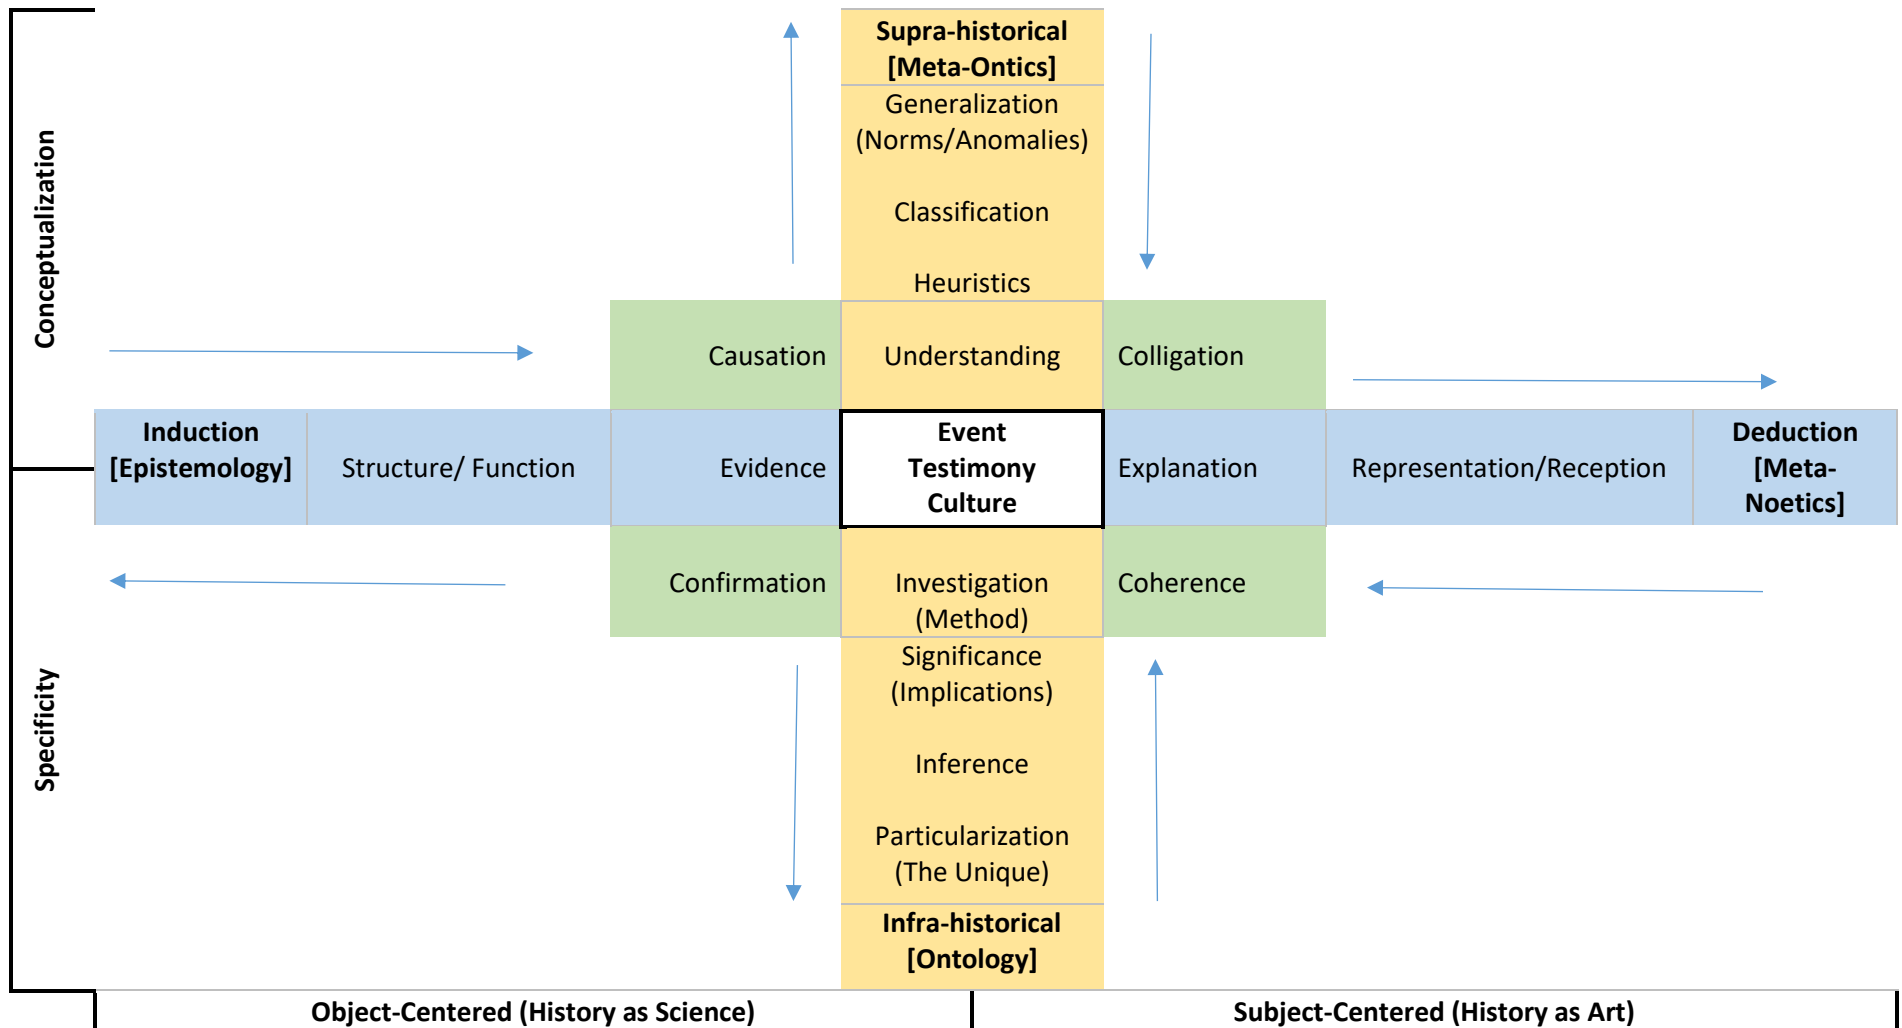 Supra-historical
[Meta-Ontics]
Generalization
(Norms/Anomalies)
Classification
Heuristics
Conceptualization
Causation
Understanding
Colligation
Induction
[Epistemology]
Structure/ Function
Evidence
Event
Testimony
Culture
Explanation
Representation/Reception
Deduction
[Meta-
Noetics]
Confirmation
Investigation
(Method)
Coherence
Specificity
Significance
(Implications)
Inference
Particularization
(The Unique)
Infra-historical
[Ontology]
Object-Centered (History as Science)
Subject-Centered (History as Art)